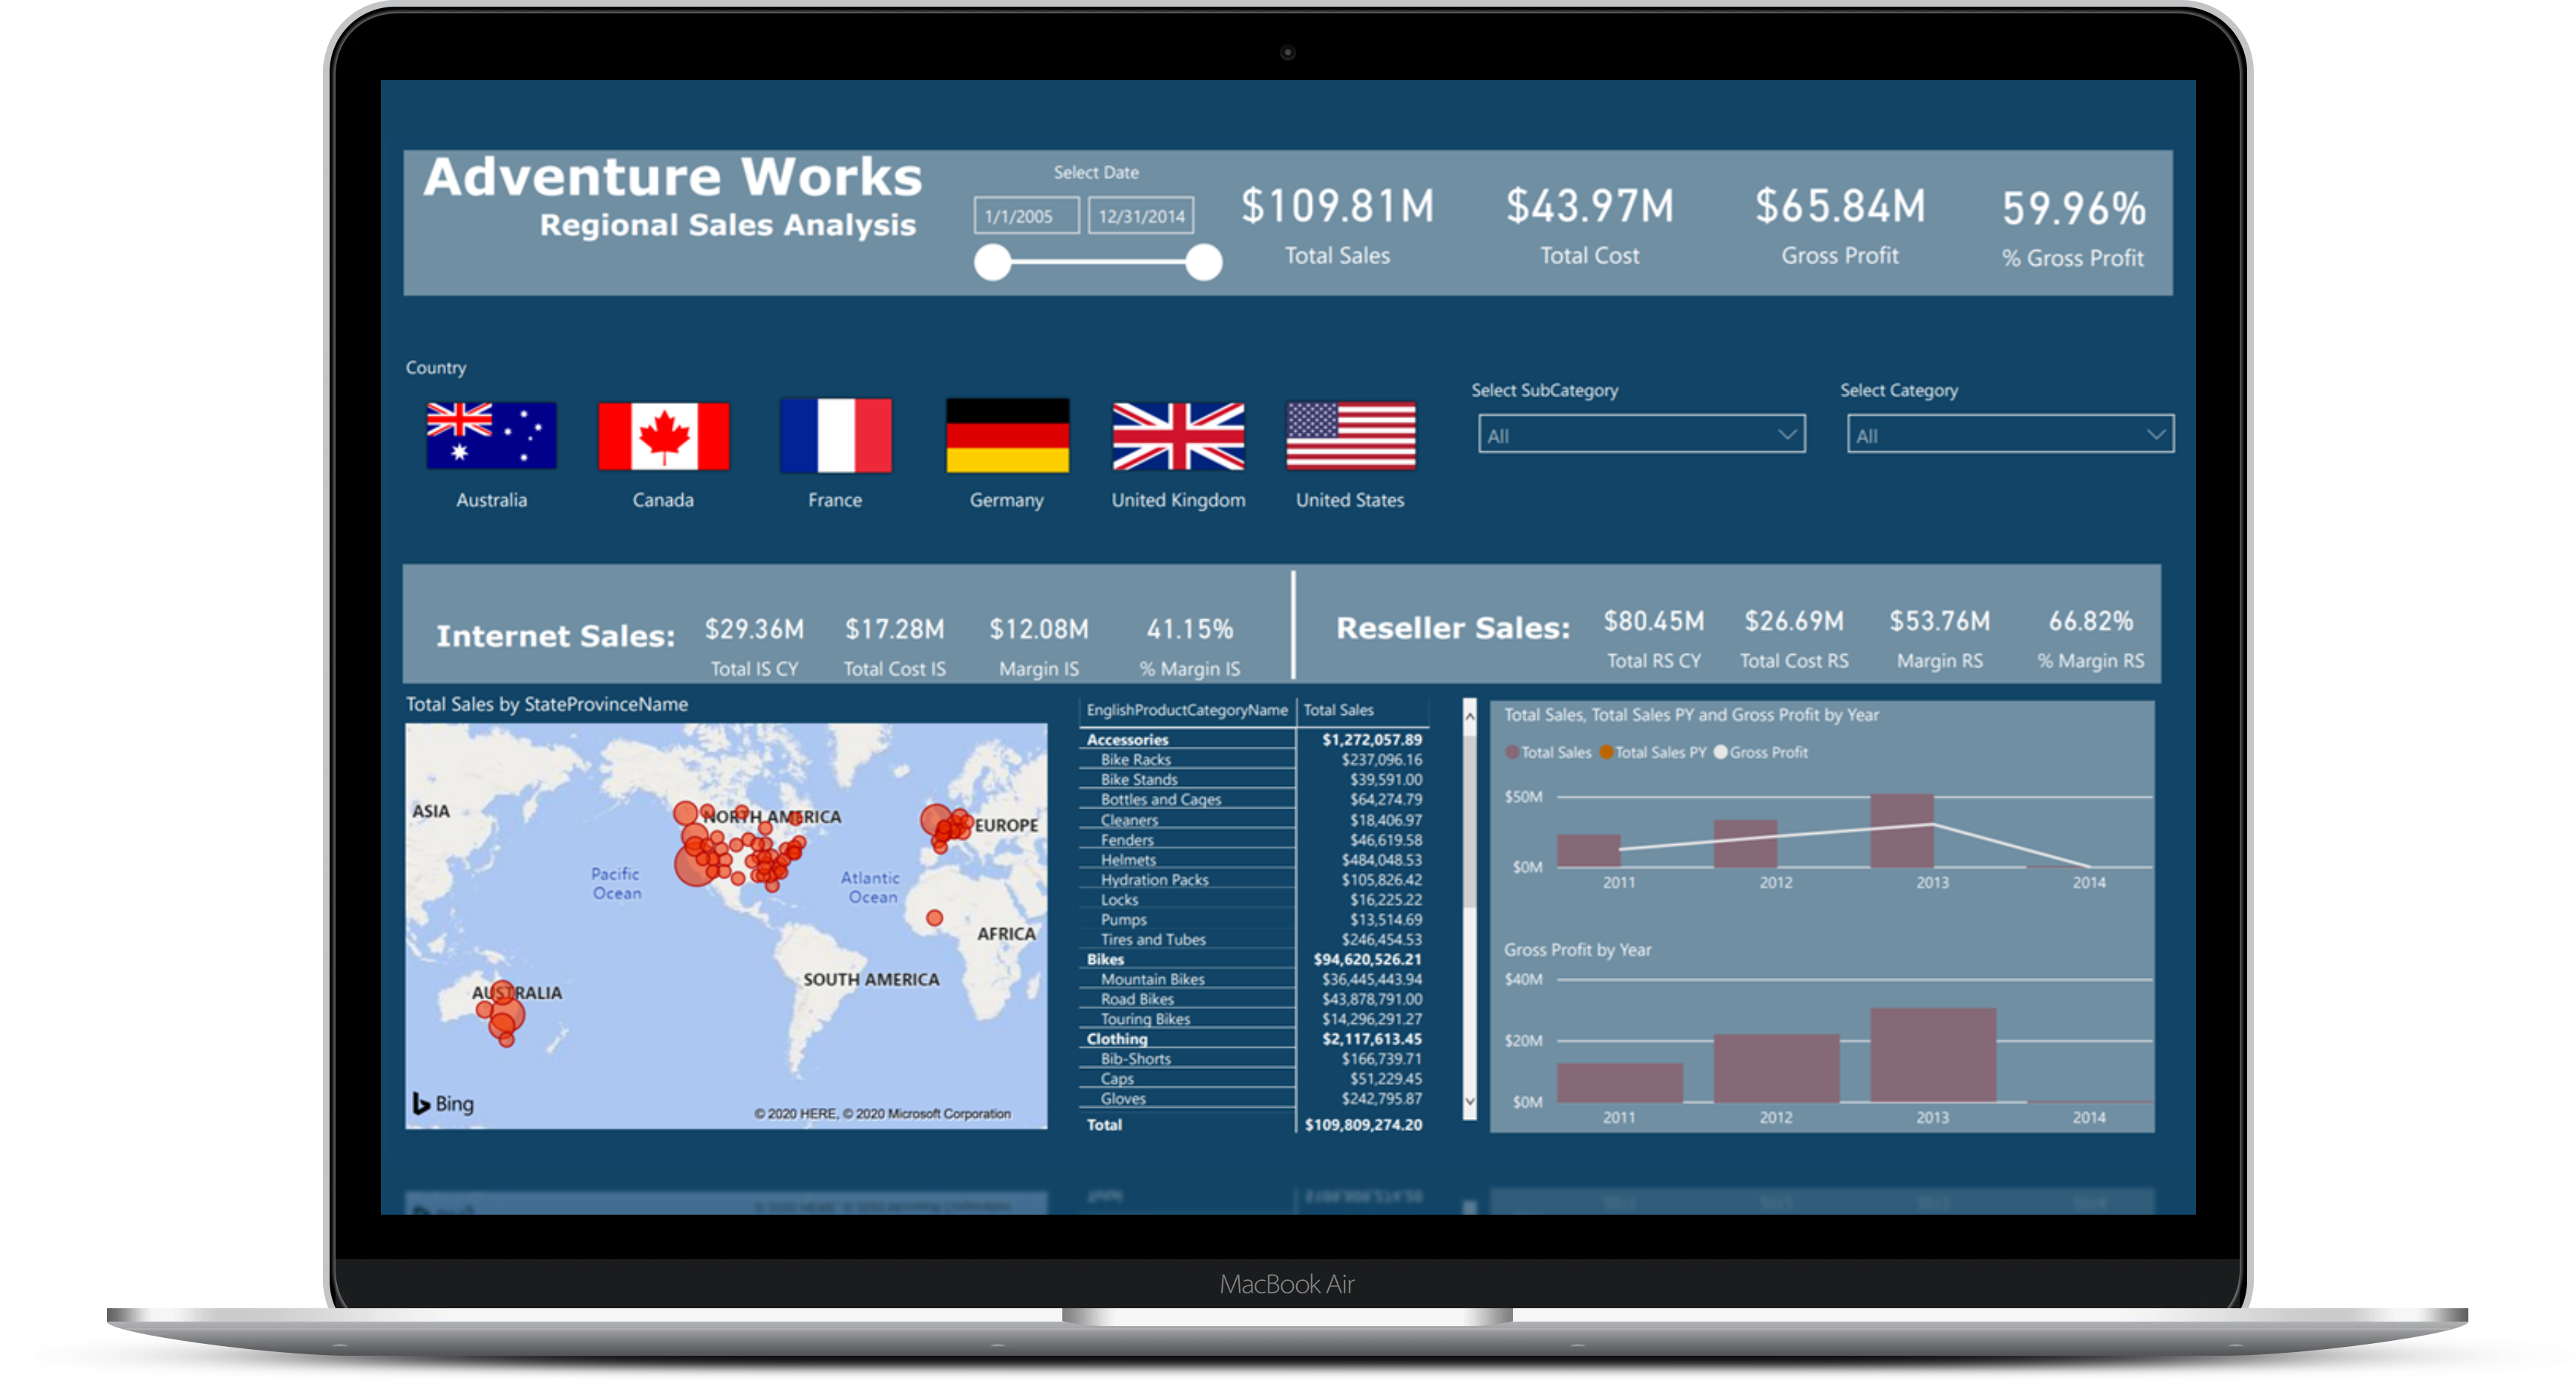 Adventure Works
Regional Sales Analysis
Select Date
1/1/2005 12/31/2014
$109.81M
Total Sales
$43.97M
Total Cost
$65.84M
Gross Profit
59.96%
% Gross Profit
Country
Australia
Canada
France
Germany
United Kingdom
United States
Select SubCategory
All
Select Category
All
Internet Sales:
$29.36M
Total IS CY
$17.28M
Total Cost IS
$12.08M
Margin IS
41.15%
% Margin IS
Reseller Sales:
$80.45M
Total RS CY
$26.69M
Total Cost RS
$53.76M
Margin RS
66.82%
% Margin RS
Total Sales by StateProvinceName
ASIA
NORTH AMERICA
EUROPE
Pacific
Ocean
Atlantic
Ocean
AFRICA
SOUTH AMERICA
AUSTRALIA
Bing
© 2020 HERE, © 2020 Microsoft Corporation
EnglishProductCategoryName Total Sales
Accessories $1,272,057.89
Bike Racks $237,096.16
Bike Stands $39,591.00
Bottles and Cages $64,274.79
Cleaners $18,406.97
Fenders $46,619.58
Helmets $484,048.53
Hydration Packs $105,826.42
Locks $16,225.22
Pumps $13,514.69
Tires and Tubes $246,454.53
Bikes $94,620,526.21
Mountain Bikes $36,445,443.94
Road Bikes $43,878,791.00
Touring Bikes $14,296,291.27
Clothing $2,117,613.45
Bib-Shorts $166,739.71
Caps $51,229.45
Gloves $242,795.87
Total $109,809,274.20
Total Sales, Total Sales PY and Gross Profit by Year
Total Sales Total Sales PY Gross Profit
$50M
$0M
2011 2012 2013 2014
Gross Profit by Year
$40M
$20M
$0M
2011 2012 2013 2014
MacBook Air